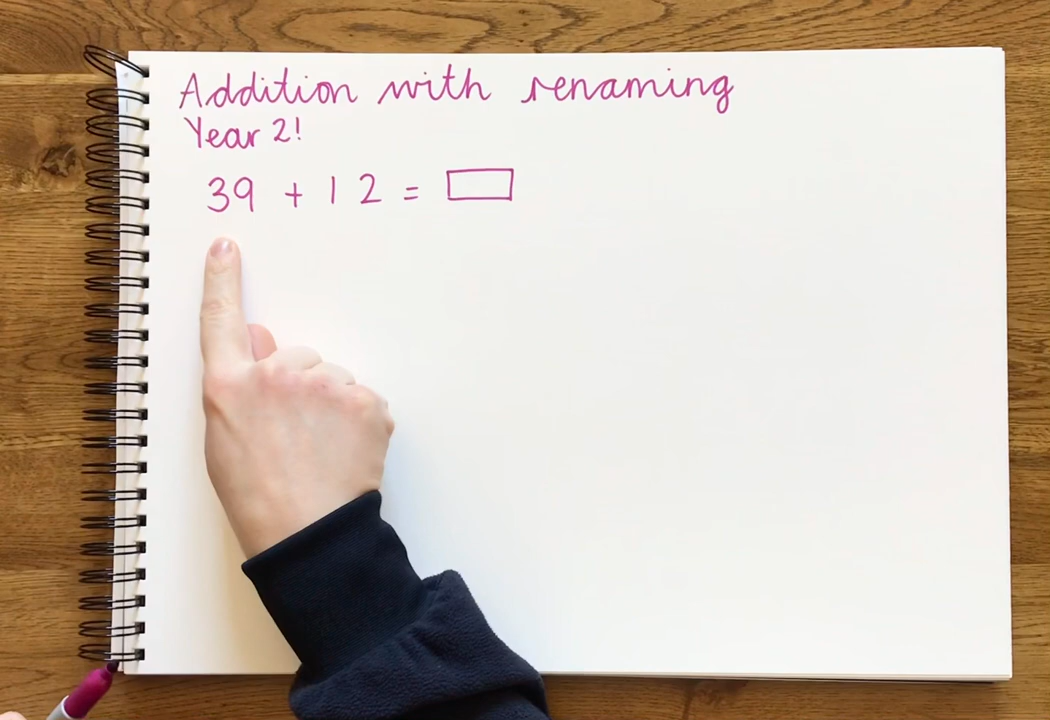 Addition with renaming
Year 2!
39 + 12 =